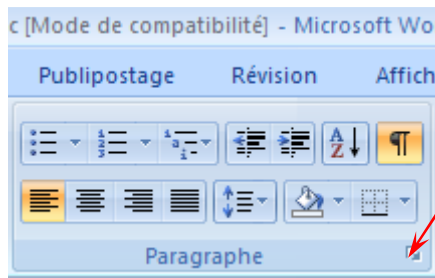 c [Mode de compatibilité] - Microsoft Wo
Publipostage Révision Affich
Paragraphe